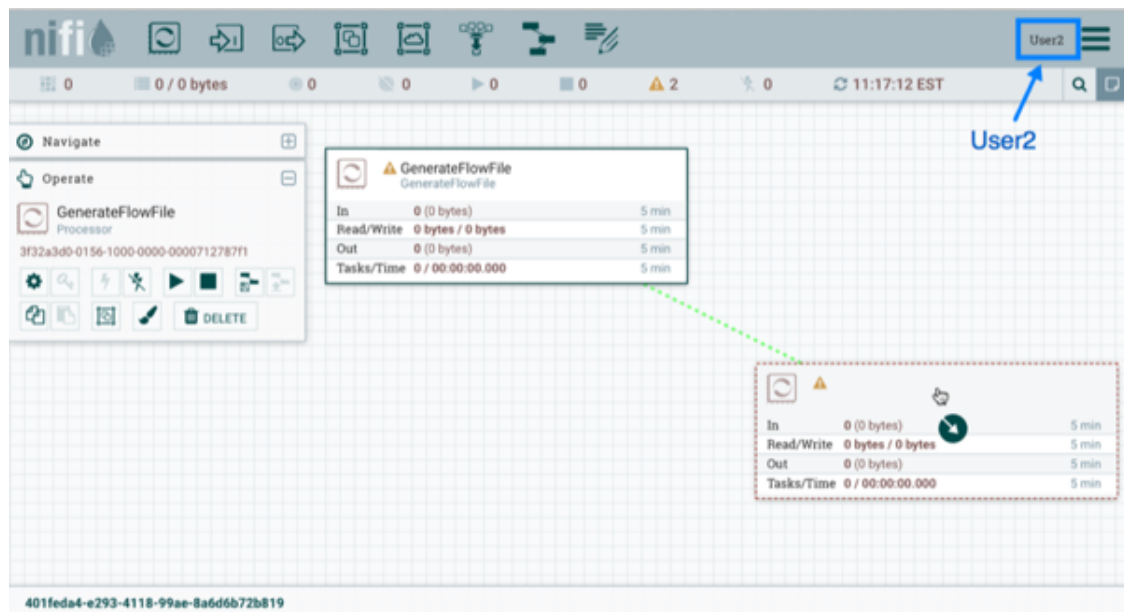 nifi
User2
0
0 / 0 bytes
0
0
0
0
2
0
11:17:12 EST
User2
Navigate
Operate
GenerateFlowFile
Processor
3f32a3d0-0156-1000-0000-0000712787f1
DELETE
GenerateFlowFile
GenerateFlowFile
In 0 (0 bytes) 5 min
Read/Write 0 bytes / 0 bytes 5 min
Out 0 (0 bytes) 5 min
Tasks/Time 0 / 00:00:00.000 5 min
In 0 (0 bytes) 5 min
Read/Write 0 bytes / 0 bytes 5 min
Out 0 (0 bytes) 5 min
Tasks/Time 0 / 00:00:00.000 5 min
401feda4-e293-4118-99ae-8a6d6b72b819